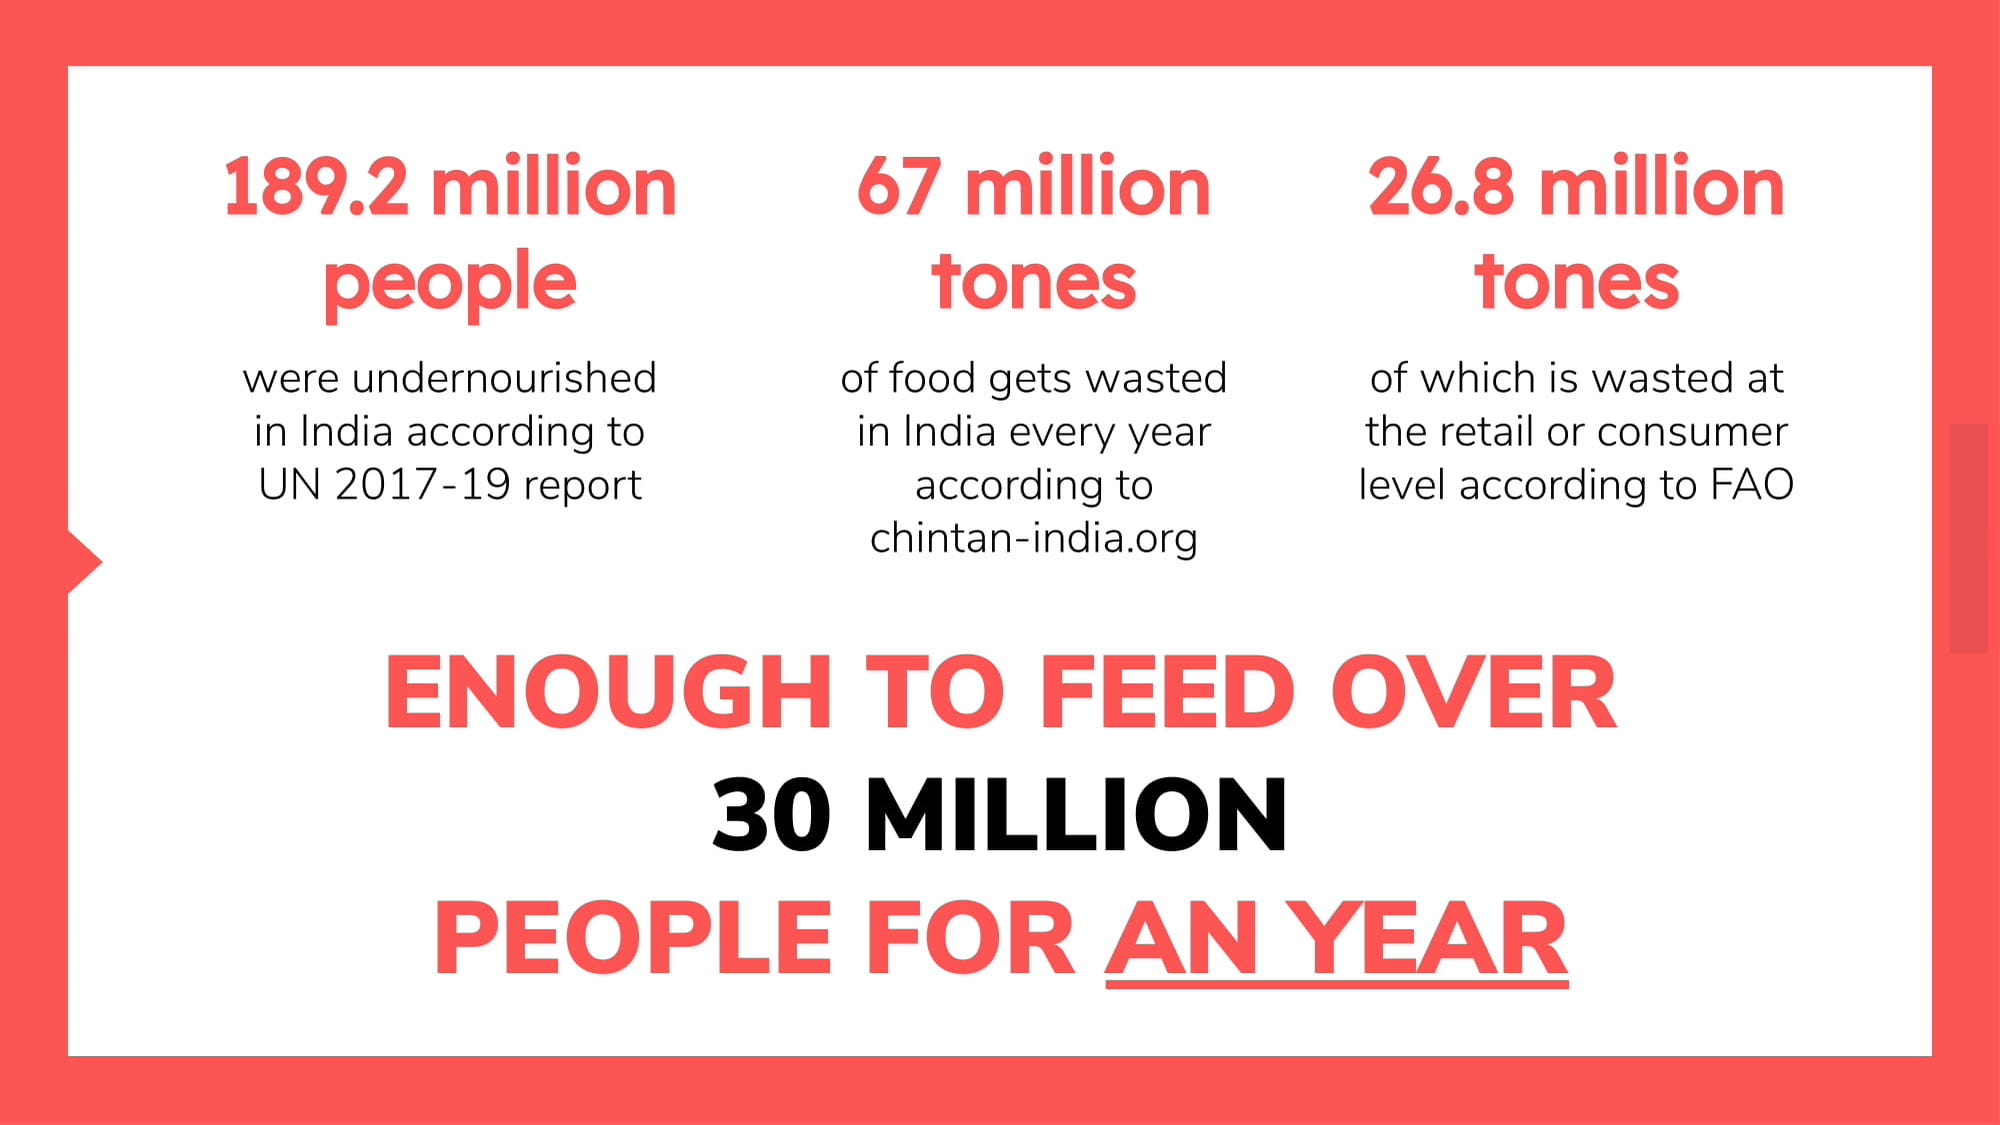 189.2 million
people
were undernourished
in India according to
UN 2017-19 report
67 million
tones
of food gets wasted
in India every year
according to
chintan-india.org
26.8 million
tones
of which is wasted at
the retail or consumer
level according to FAO
ENOUGH TO FEED OVER
30 MILLION
PEOPLE FOR AN YEAR